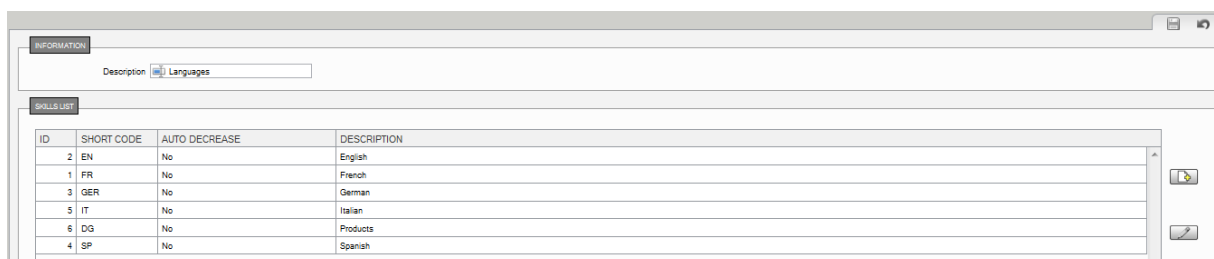 INFORMATION
Description Languages
SKILLS LIST
ID SHORT CODE AUTO DECREASE DESCRIPTION
2 EN No English
1 FR No French
3 GER No German
5 IT No Italian
6 DG No Products
4 SP No Spanish